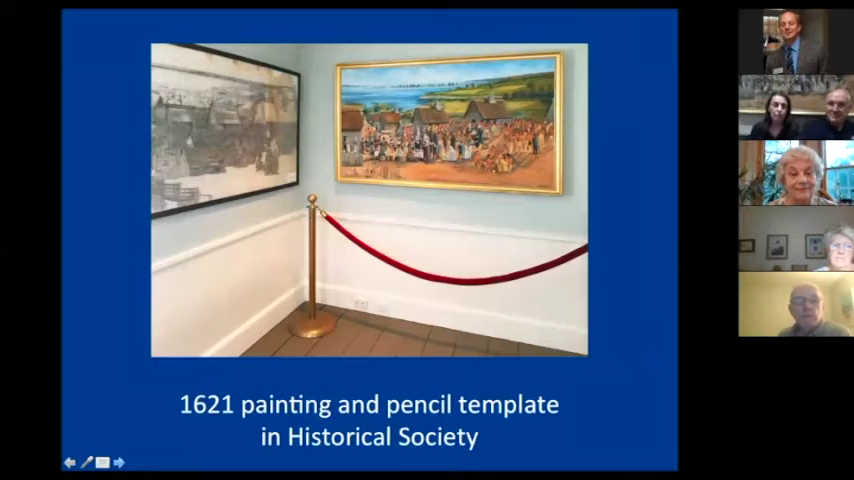 1621 painting and pencil template
in Historical Society